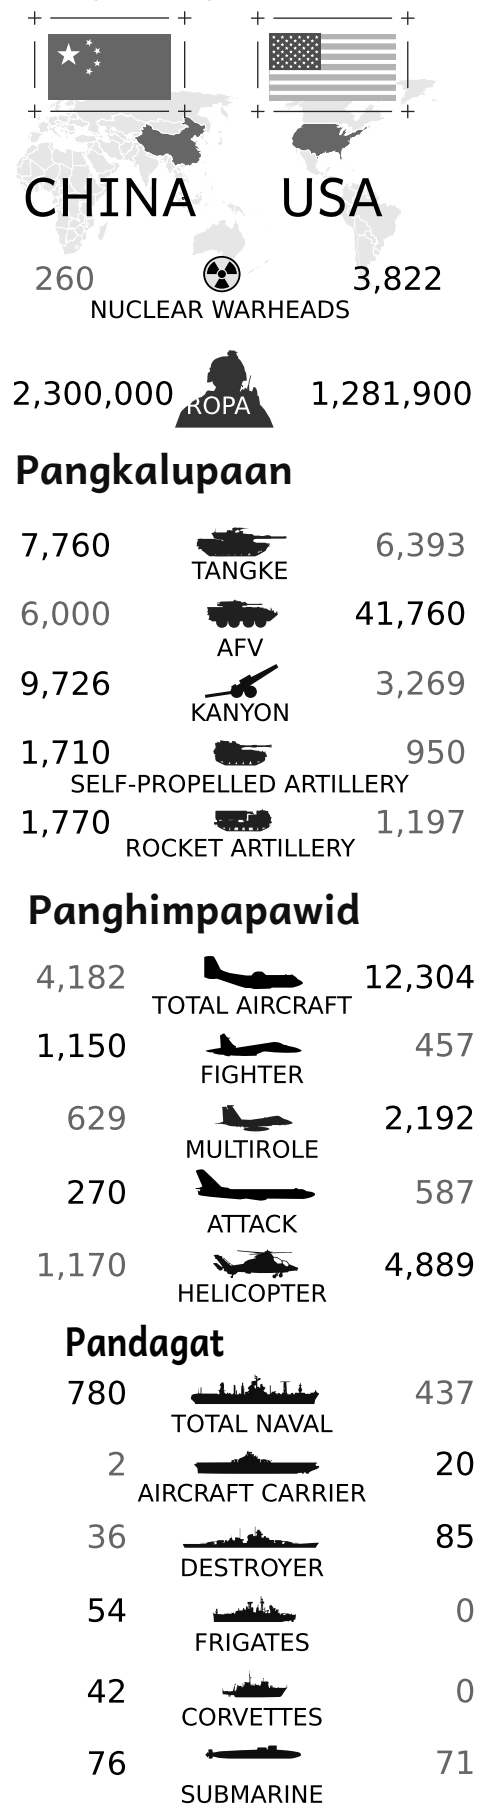 CHINA USA
260 3,822
NUCLEAR WARHEADS
2,300,000 ROPA 1,281,900
Pangkalupaan
7,760 6,393
TANGKE
6,000 41,760
AFV
9,726 3,269
KANYON
1,710 950
SELF-PROPELLED ARTILLERY
1,770 1,197
ROCKET ARTILLERY
Panghimpapawid
4,182 12,304
TOTAL AIRCRAFT
1,150 457
FIGHTER
629 2,192
MULTIROLE
270 587
ATTACK
1,170 4,889
HELICOPTER
Pandagat
780 437
TOTAL NAVAL
2 20
AIRCRAFT CARRIER
36 85
DESTROYER
54 0
FRIGATES
42 0
CORVETTES
76 71
SUBMARINE